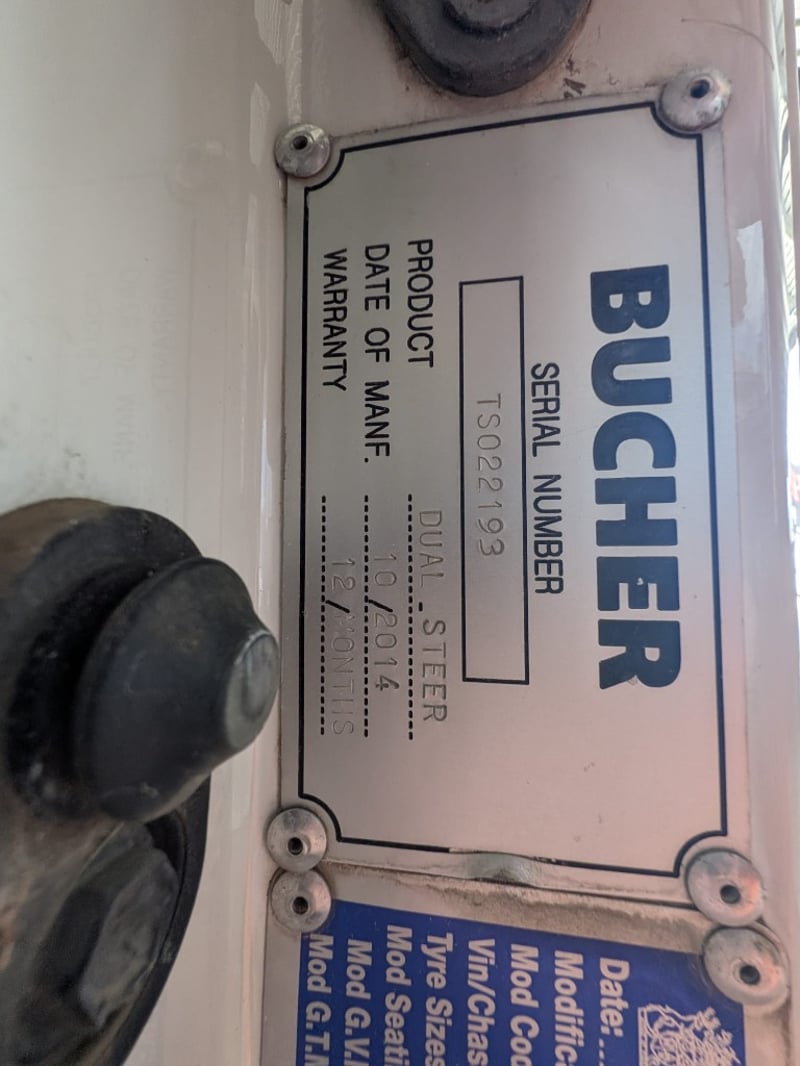 BUCHER
SERIAL NUMBER
TS022193
PRODUCT DUAL-STEER
DATE OF MANF. 10/2014
WARRANTY 12/MONTHS
Date:....
Modific
Mod Coo
Vin/Chas
Tyre Sizes
Mod Seati
Mod G.V.
Mod G.T.